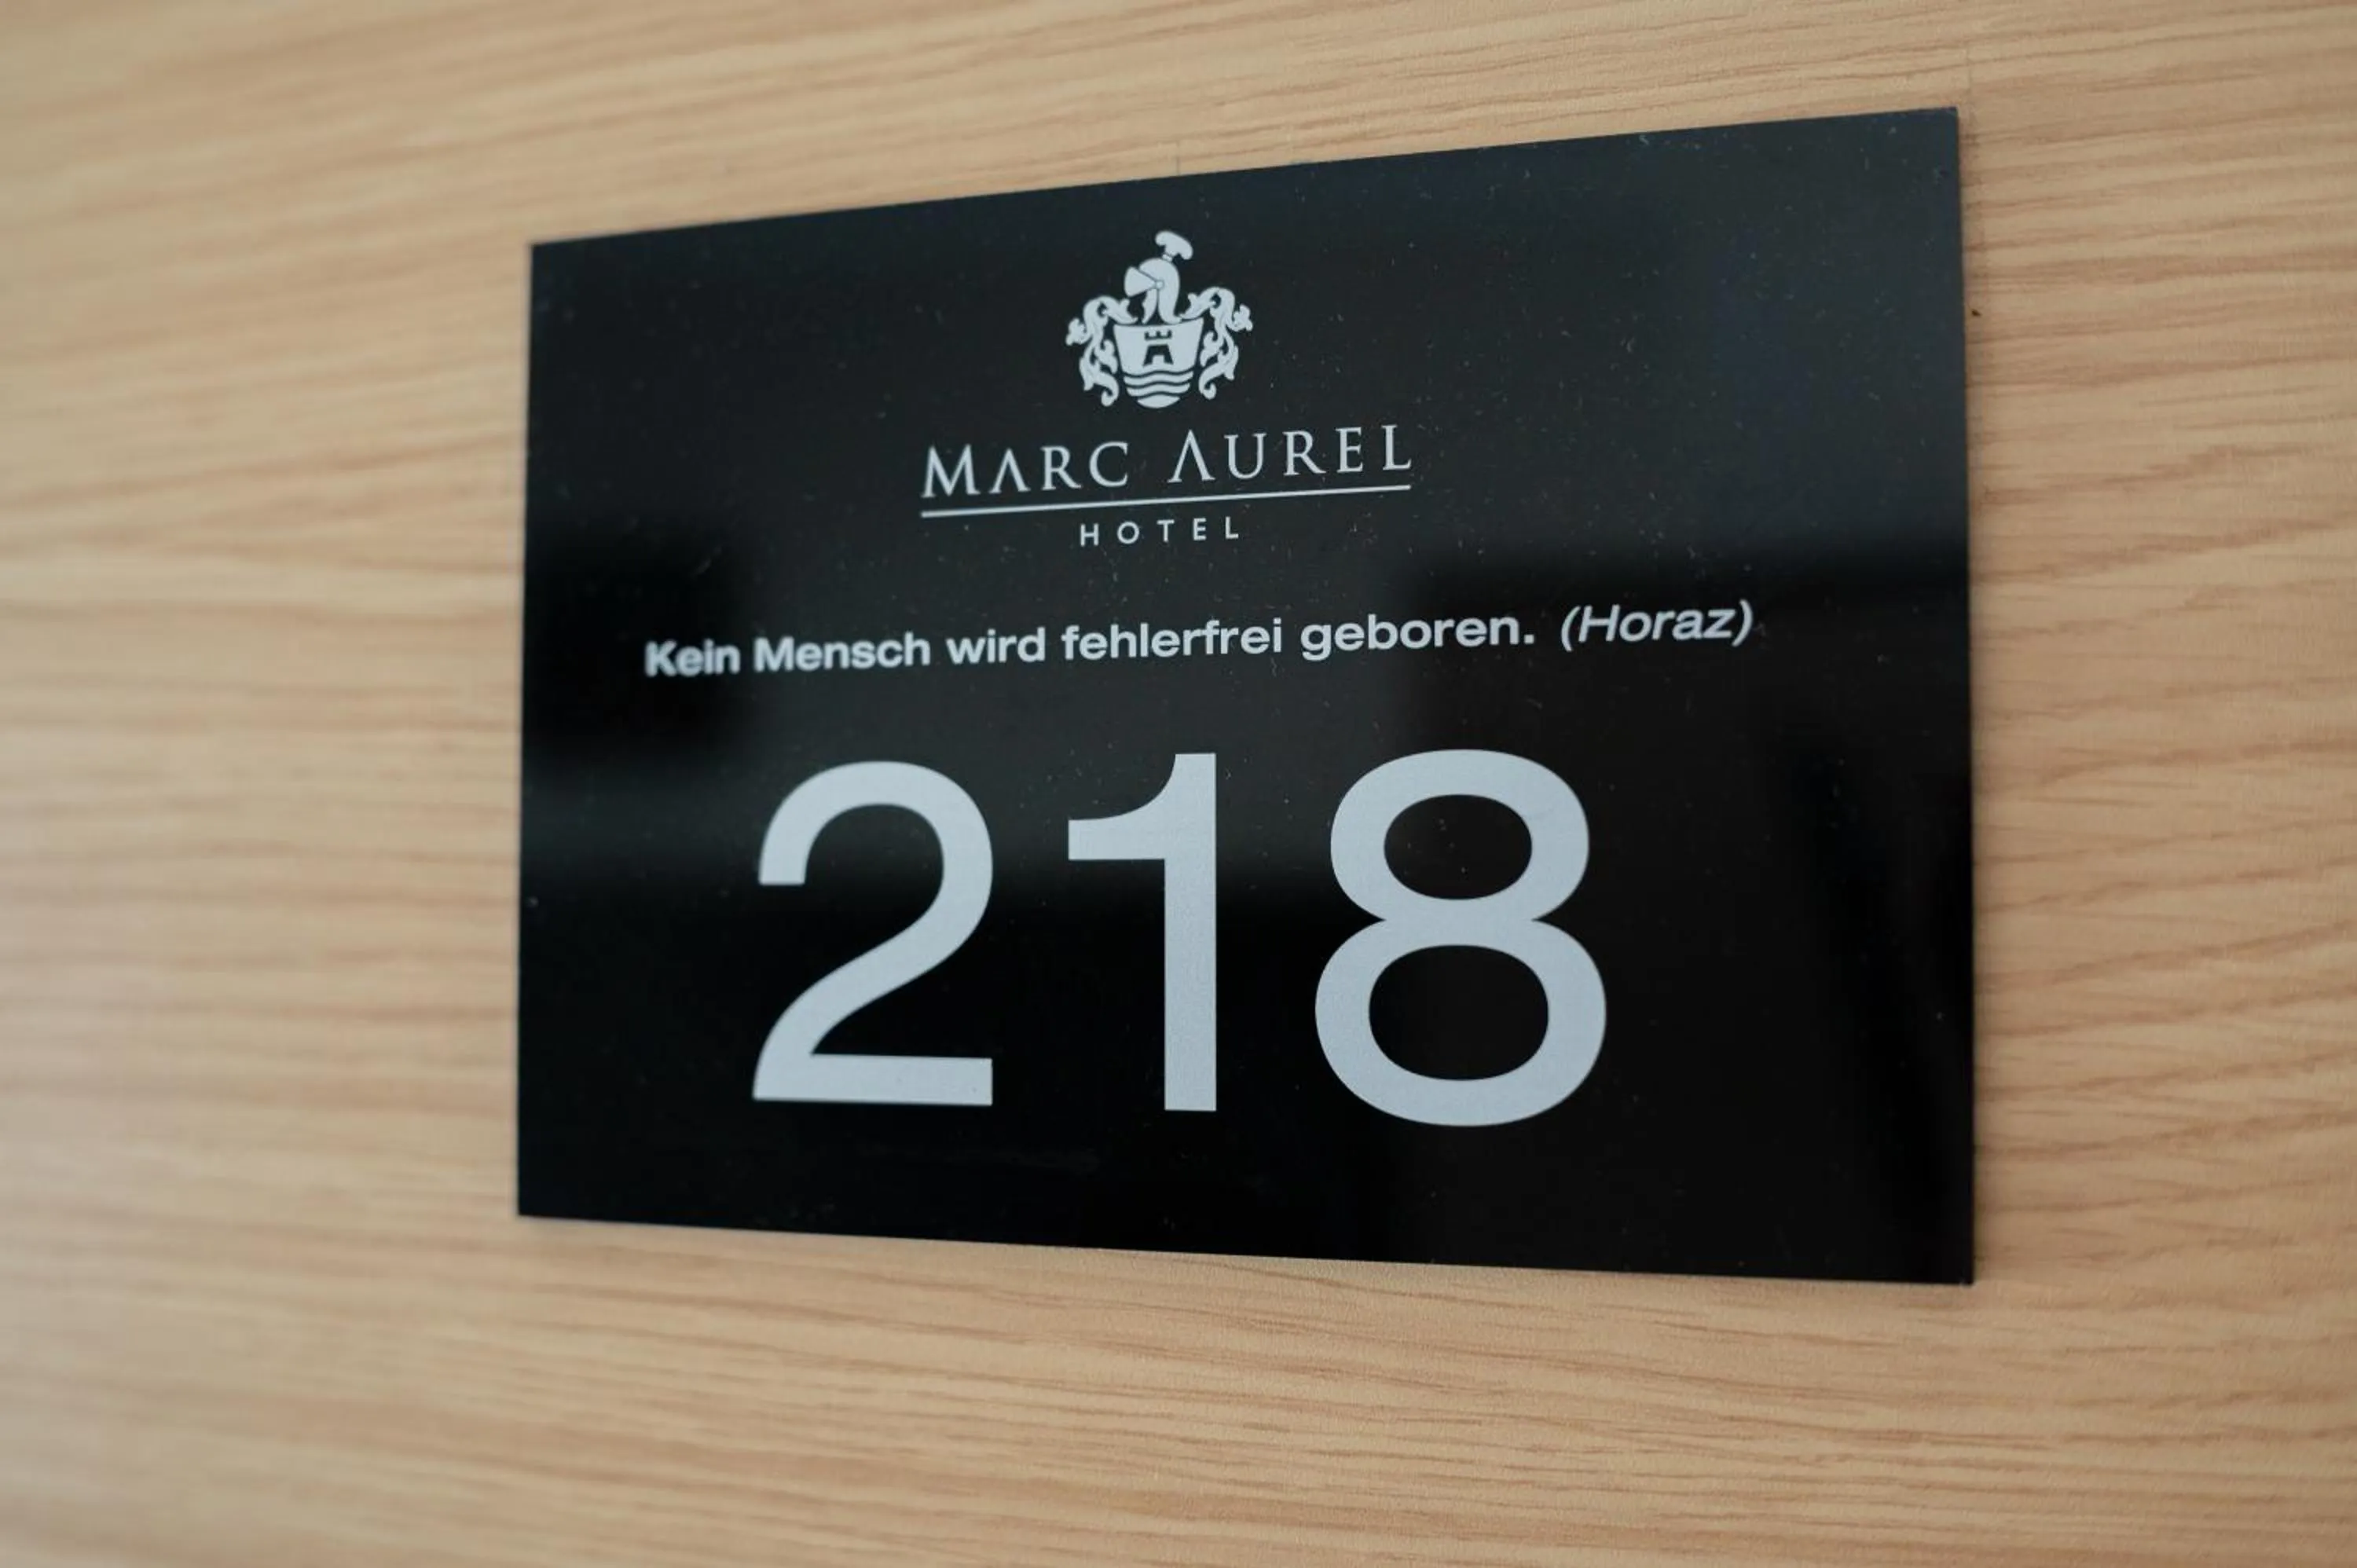 MARC AUREL
HOTEL
Kein Mensch wird fehlerfrei geboren. (Horaz)
218